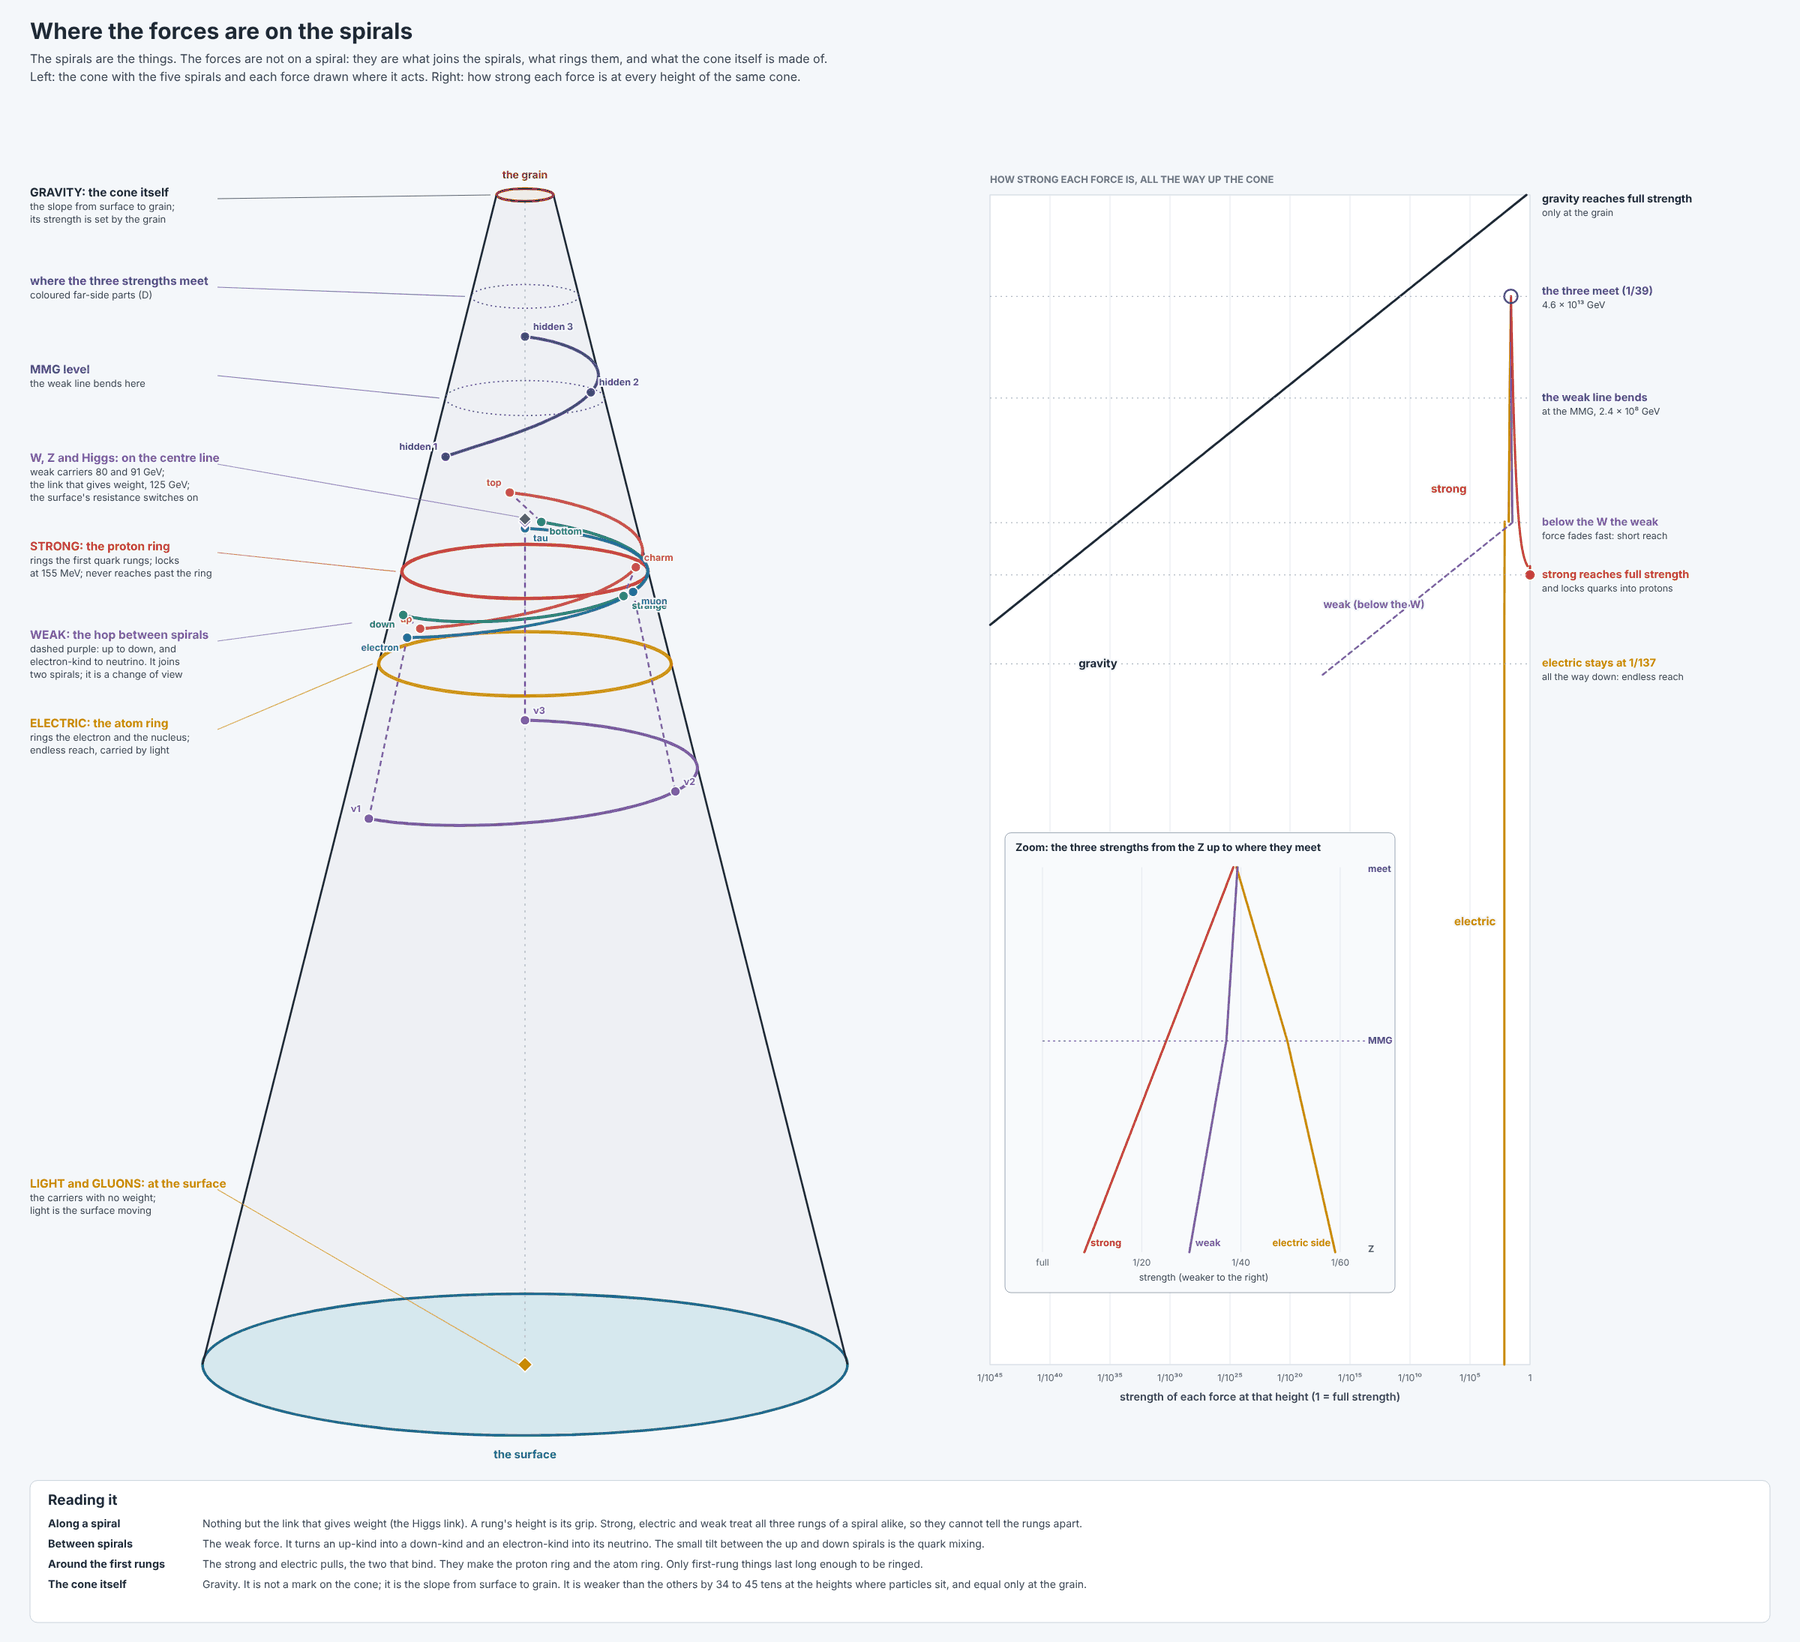 Where the forces are on the spirals
The spirals are the things. The forces are not on a spiral: they are what joins the spirals, what rings them, and what the cone itself is made of.
Left: the cone with the five spirals and each force drawn where it acts. Right: how strong each force is at every height of the same cone.
the grain
GRAVITY: the cone itself
the slope from surface to grain;
its strength is set by the grain
where the three strengths meet
coloured far-side parts (D)
hidden 3
MMG level
the weak line bends here
hidden 2
hidden 1
W, Z and Higgs: on the centre line
weak carriers 80 and 91 GeV;
the link that gives weight, 125 GeV;
the surface's resistance switches on
top
bottom
tau
STRONG: the proton ring
rings the first quark rungs; locks
at 155 MeV; never reaches past the ring
charm
muon
strange
down
up
electron
WEAK: the hop between spirals
dashed purple: up to down, and
electron-kind to neutrino. It joins
two spirals; it is a change of view
ELECTRIC: the atom ring
rings the electron and the nucleus;
endless reach, carried by light
v3
v2
v1
LIGHT and GLUONS: at the surface
the carriers with no weight;
light is the surface moving
the surface
HOW STRONG EACH FORCE IS, ALL THE WAY UP THE CONE
gravity reaches full strength
only at the grain
the three meet (1/39)
4.6 × 10¹³ GeV
the weak line bends
at the MMG, 2.4 × 10⁸ GeV
strong
below the W the weak
force fades fast: short reach
strong reaches full strength
and locks quarks into protons
weak (below the W)
gravity
electric stays at 1/137
all the way down: endless reach
Zoom: the three strengths from the Z up to where they meet
meet
MMG
electric
strong
weak
electric side
Z
full
1/20
1/40
1/60
strength (weaker to the right)
1/10⁴⁵
1/10⁴⁰
1/10³⁵
1/10³⁰
1/10²⁵
1/10²⁰
1/10¹⁵
1/10¹⁰
1/10⁵
1
strength of each force at that height (1 = full strength)
Reading it
Along a spiral Nothing but the link that gives weight (the Higgs link). A rung's height is its grip. Strong, electric and weak treat all three rungs of a spiral alike, so they cannot tell the rungs apart.
Between spirals The weak force. It turns an up-kind into a down-kind and an electron-kind into its neutrino. The small tilt between the up and down spirals is the quark mixing.
Around the first rungs The strong and electric pulls, the two that bind. They make the proton ring and the atom ring. Only first-rung things last long enough to be ringed.
The cone itself Gravity. It is not a mark on the cone; it is the slope from surface to grain. It is weaker than the others by 34 to 45 tens at the heights where particles sit, and equal only at the grain.